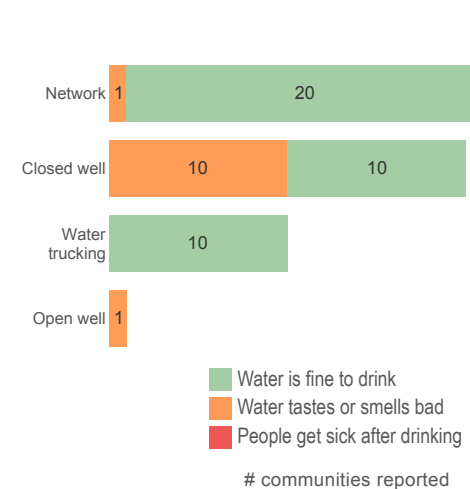 Network 1 20
Closed well 10 10
Water
trucking 10
Open well 1
Water is fine to drink
Water tastes or smells bad
People get sick after drinking
# communities reported